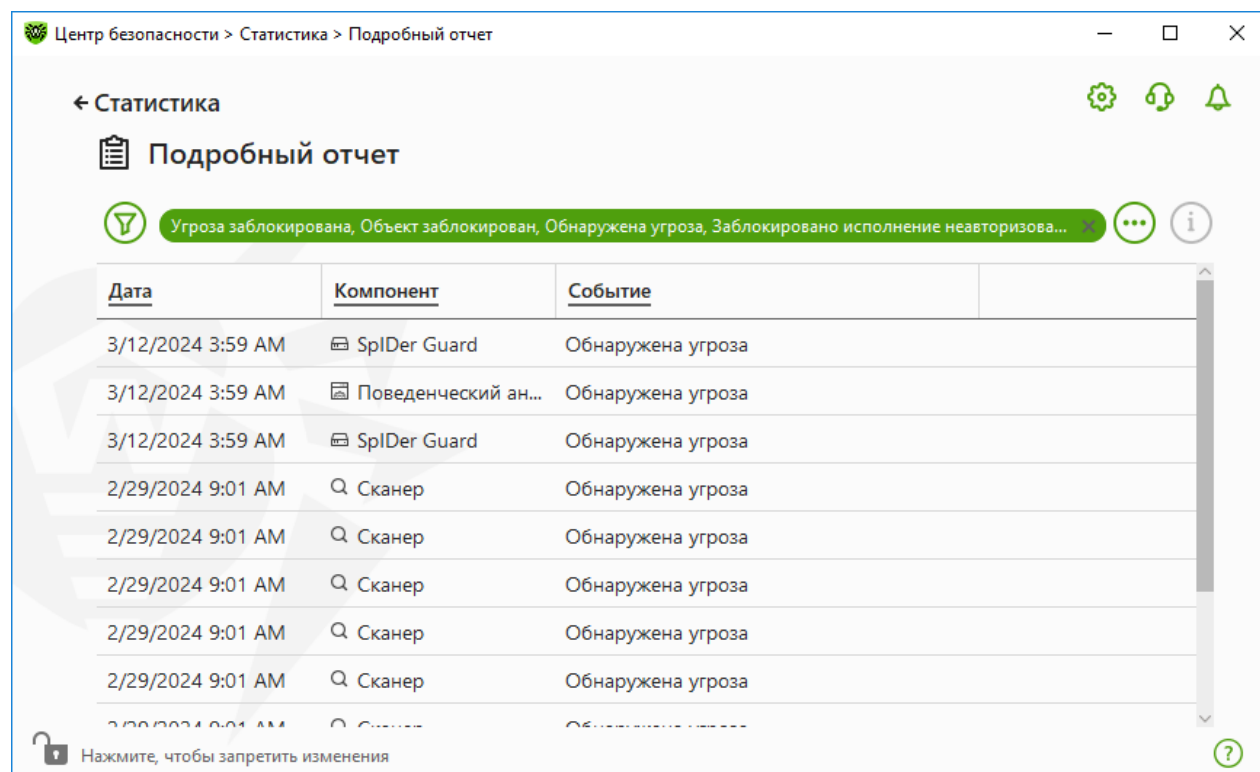 Центр безопасности > Статистика > Подробный отчет
Статистика
Подробный отчет
Угроза заблокирована, Объект заблокирован, Обнаружена угроза, Заблокировано исполнение неавторизова...
Дата Компонент Событие
3/12/2024 3:59 AM SpIDer Guard Обнаружена угроза
3/12/2024 3:59 AM Поведенческий ан... Обнаружена угроза
3/12/2024 3:59 AM SpIDer Guard Обнаружена угроза
2/29/2024 9:01 AM Сканер Обнаружена угроза
2/29/2024 9:01 AM Сканер Обнаружена угроза
2/29/2024 9:01 AM Сканер Обнаружена угроза
2/29/2024 9:01 AM Сканер Обнаружена угроза
2/29/2024 9:01 AM Сканер Обнаружена угроза
Нажмите, чтобы запретить изменения